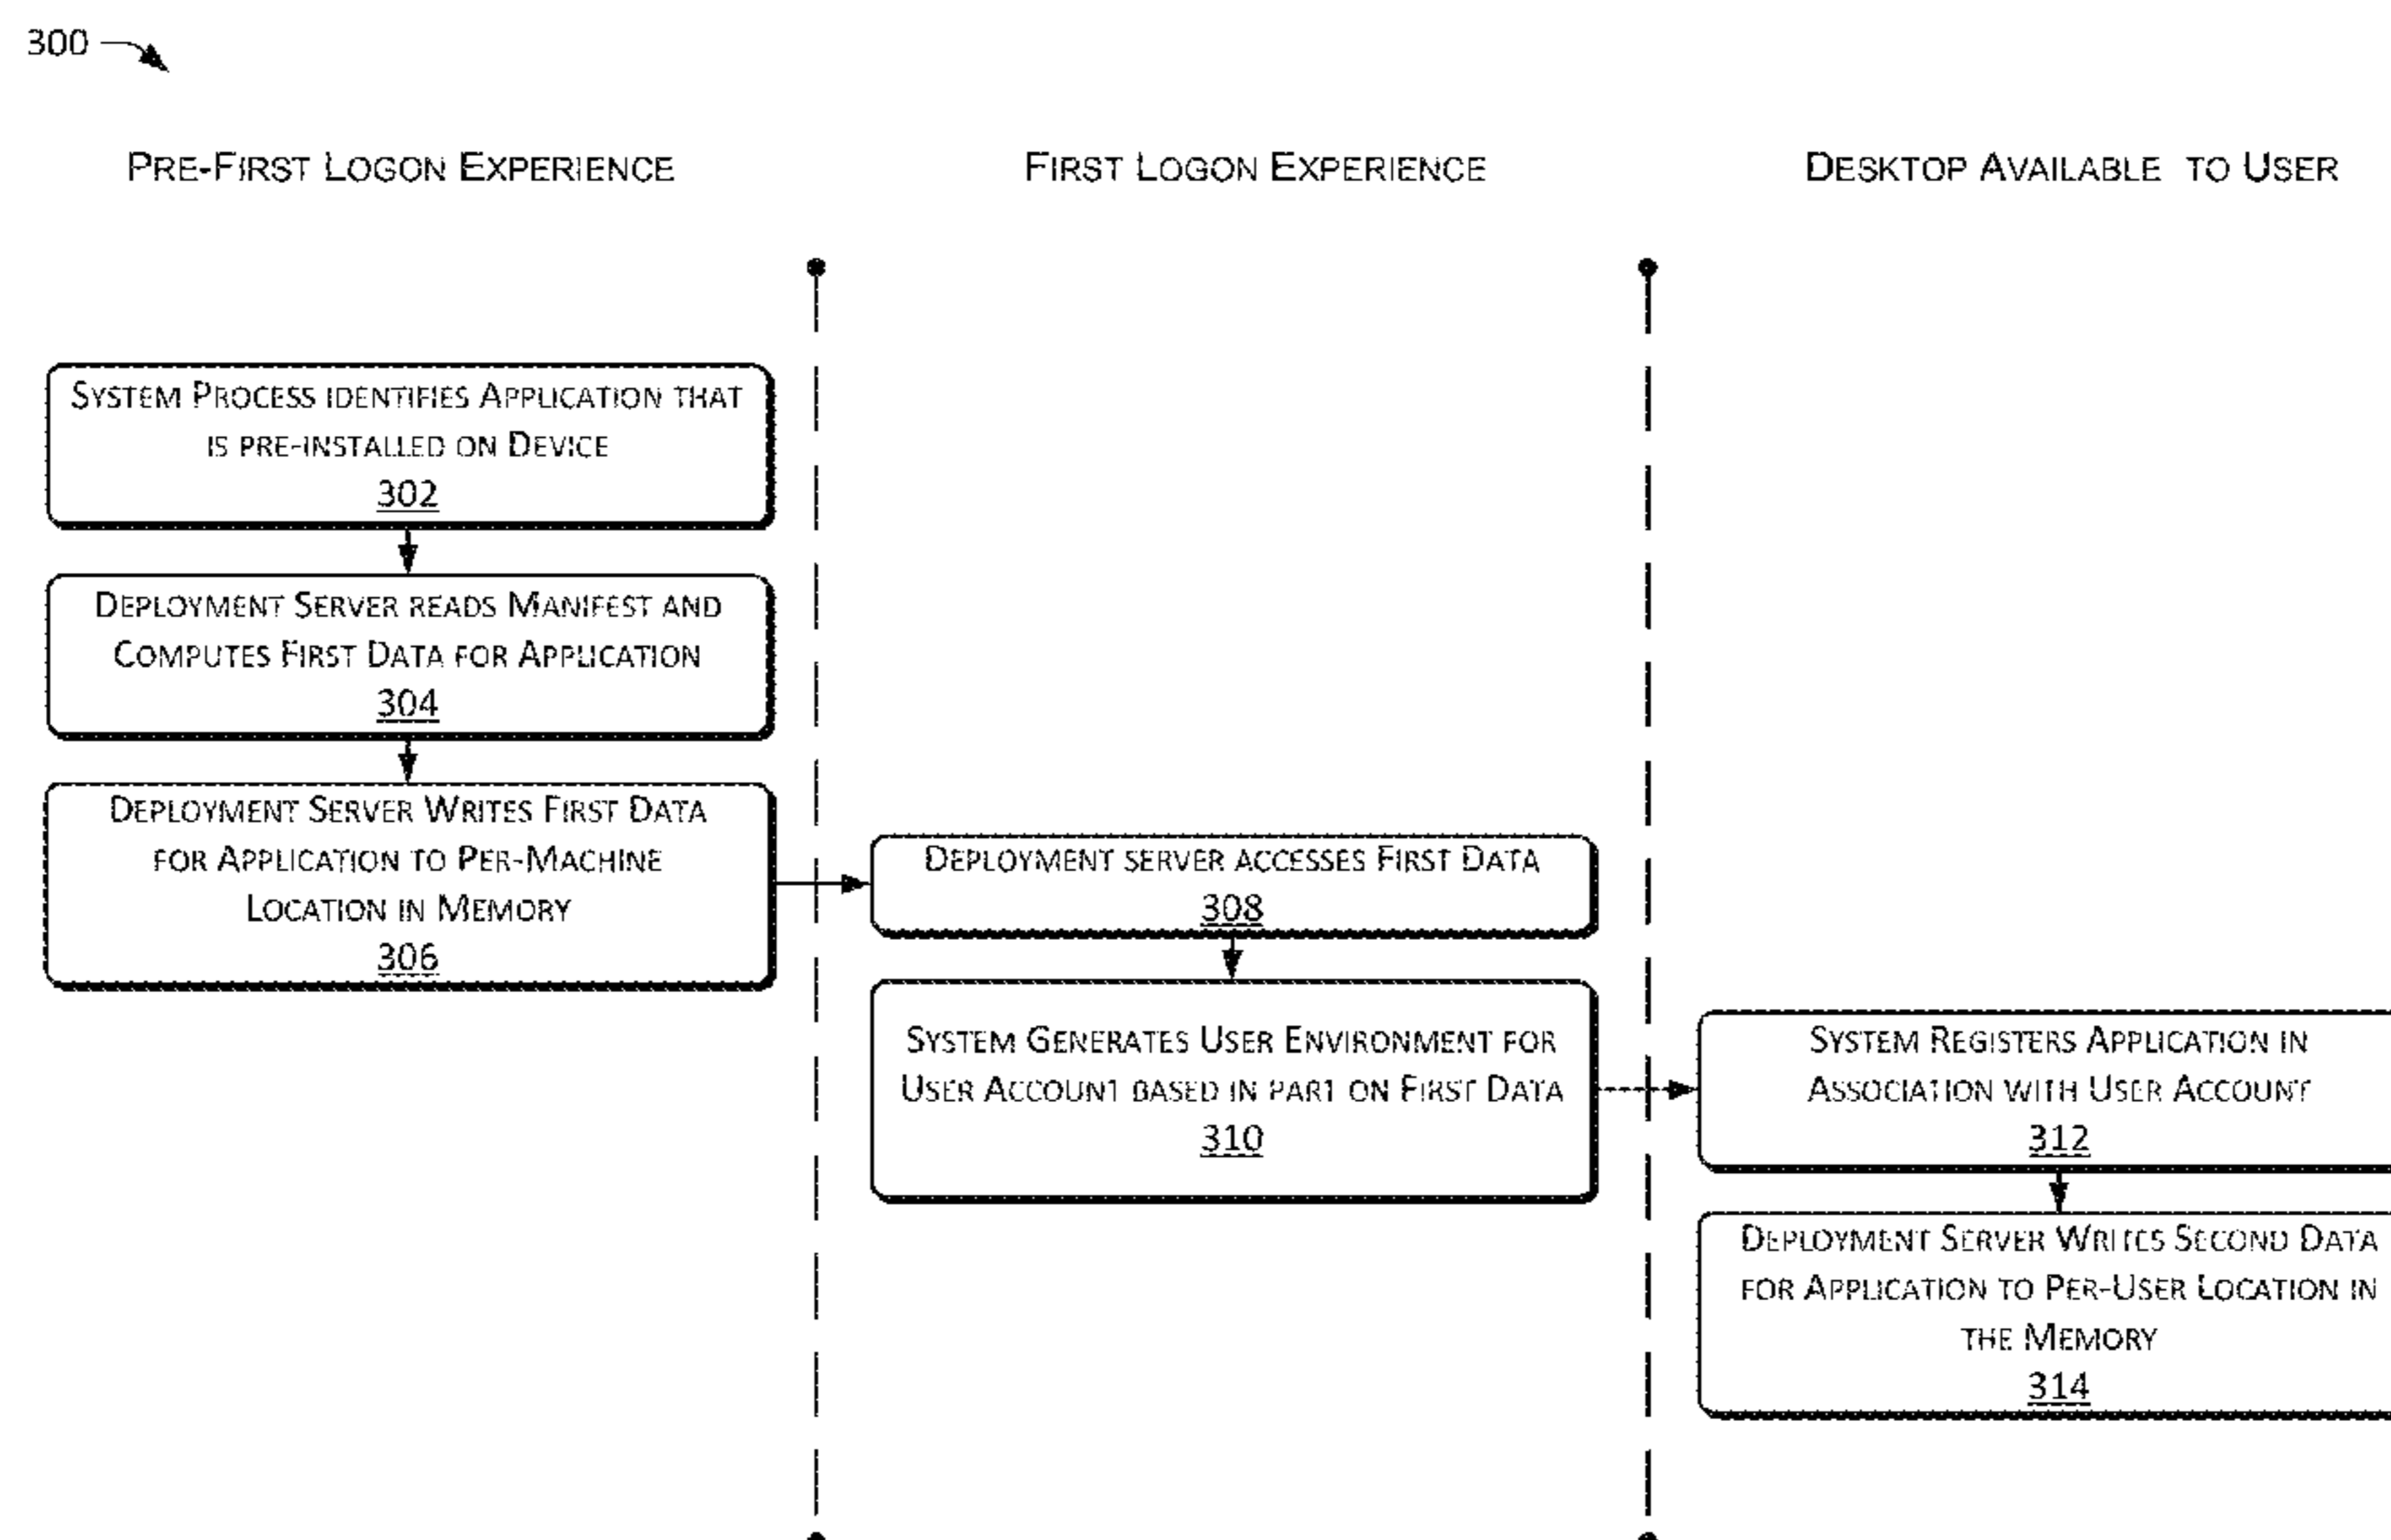 300
PRE-FIRST LOGON EXPERIENCE
FIRST LOGON EXPERIENCE
DESKTOP AVAILABLE TO USER
SYSTEM PROCESS IDENTIFIES APPLICATION THAT
IS PRE-INSTALLED ON DEVICE
302
DEPLOYMENT SERVER READS MANIFEST AND
COMPUTES FIRST DATA FOR APPLICATION
304
DEPLOYMENT SERVER WRITES FIRST DATA
FOR APPLICATION TO PER-MACHINE
LOCATION IN MEMORY
306
DEPLOYMENT SERVER ACCESSES FIRST DATA
308
SYSTEM GENERATES USER ENVIRONMENT FOR
USER ACCOUNT BASED IN PART ON FIRST DATA
310
SYSTEM REGISTERS APPLICATION IN
ASSOCIATION WITH USER ACCOUNT
312
DEPLOYMENT SERVER WRITES SECOND DATA
FOR APPLICATION TO PER-USER LOCATION IN
THE MEMORY
314